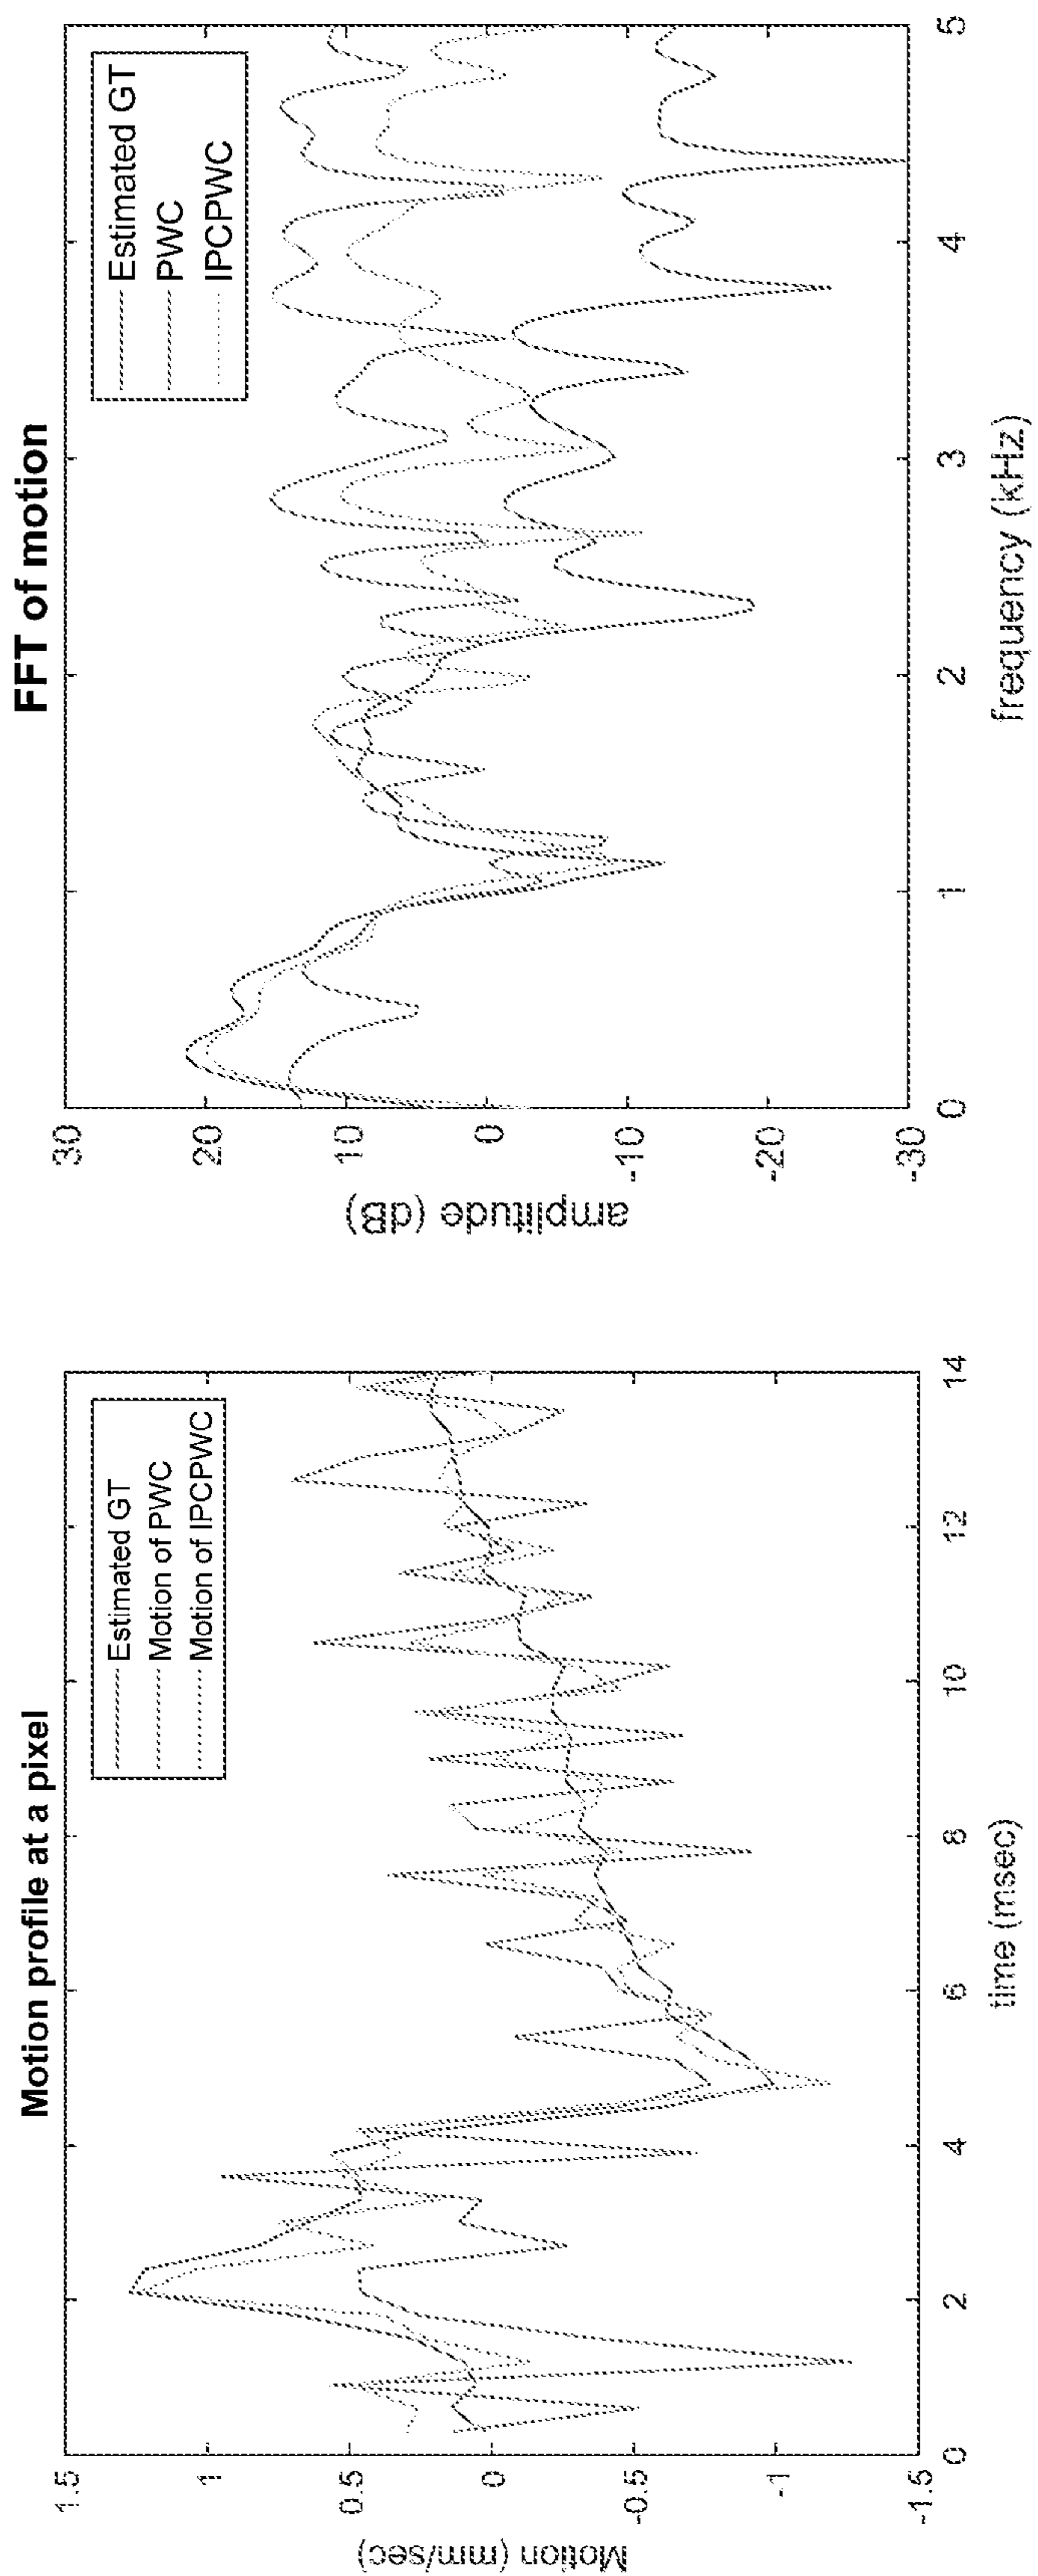 Motion profile at a pixel
1.5
1
0.5
0
-0.5
-1
-1.5
Motion (mm/sec)
Estimated GT
Motion of PWC
Motion of IPCPWC
0
2
4
6
8
10
12
14
time (msec)
FFT of motion
30
20
10
0
-10
-20
-30
amplitude (dB)
Estimated GT
PWC
IPCPWC
0
1
2
3
4
5
frequency (kHz)